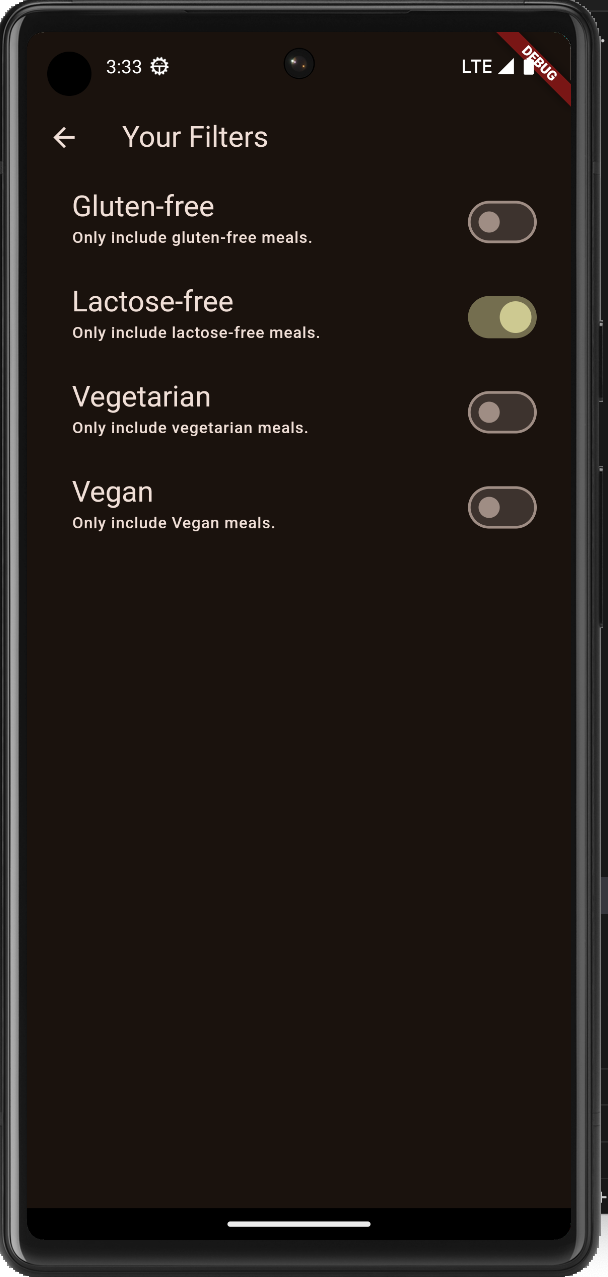 3:33
LTE
DEBUG
Your Filters
Gluten-free
Only include gluten-free meals.
Lactose-free
Only include lactose-free meals.
Vegetarian
Only include vegetarian meals.
Vegan
Only include Vegan meals.